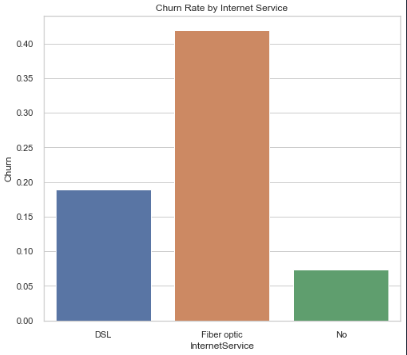 Churn Rate by Internet Service
0.40
0.35
0.30
0.25
0.20
0.15
0.10
0.05
0.00
Churn
DSL Fiber optic No
InternetService